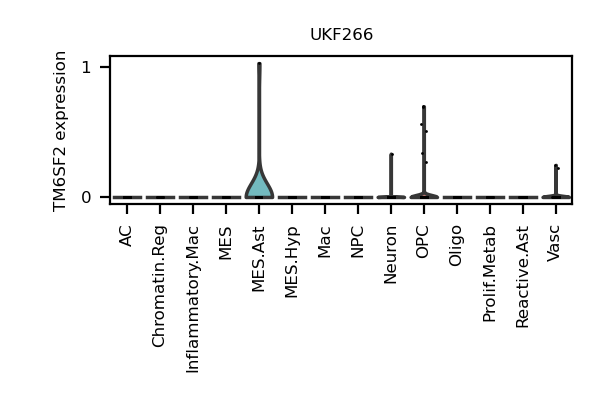 UKF266
TM6SF2 expression
1
0
AC
Chromatin.Reg
Inflammatory.Mac
MES
MES.Ast
MES.Hyp
Mac
NPC
Neuron
OPC
Oligo
Prolif.Metab
Reactive.Ast
Vasc